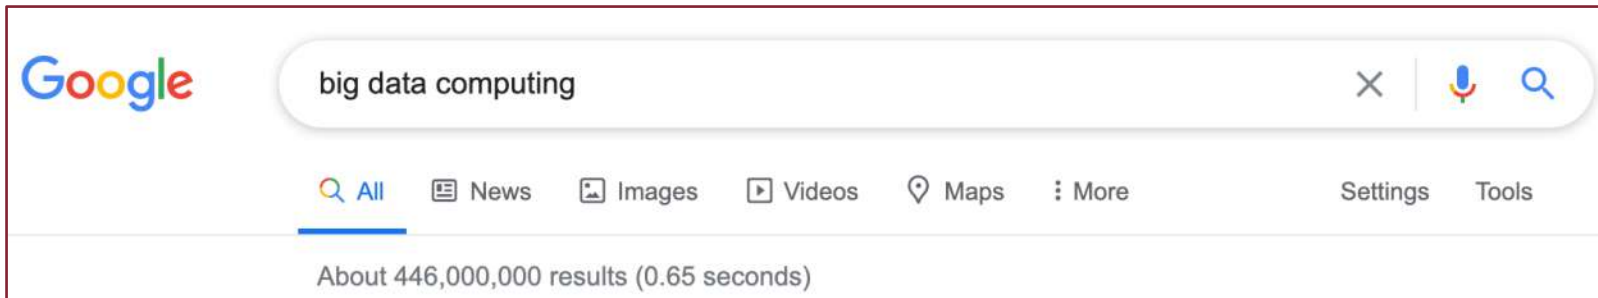 Google big data computing
All News Images Videos Maps More Settings Tools
About 446,000,000 results (0.65 seconds)